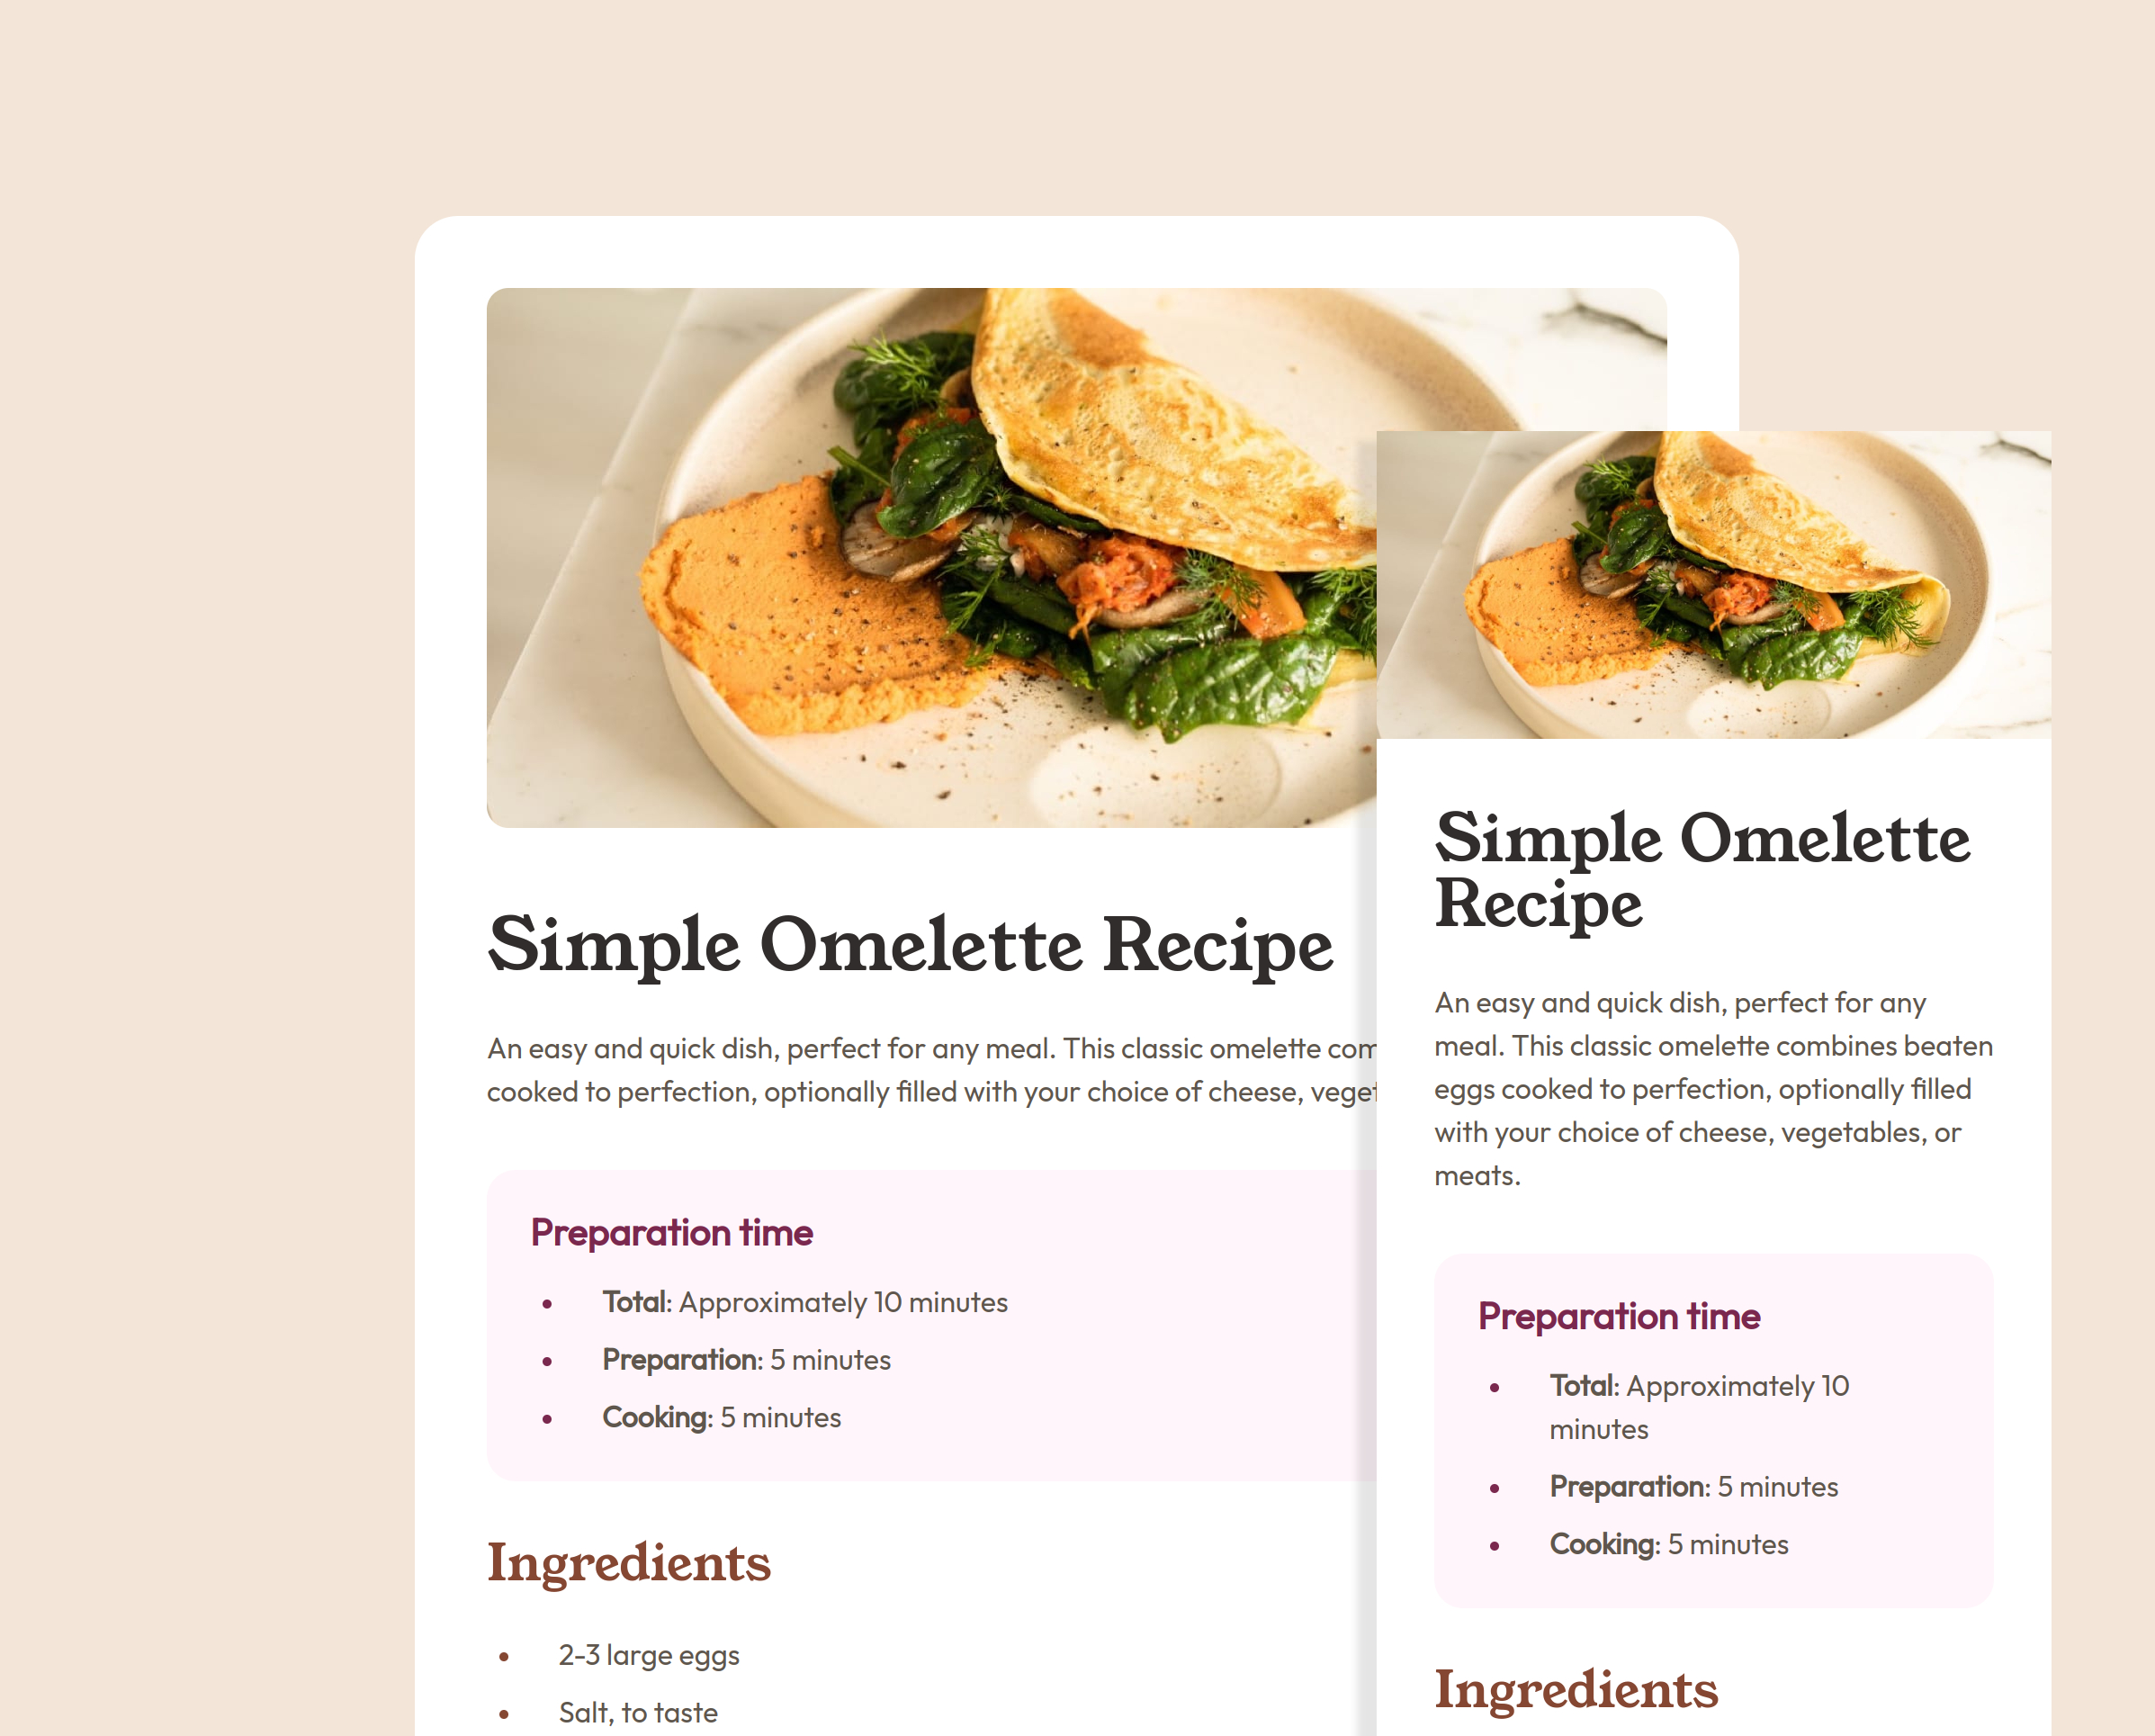 Simple Omelette Recipe
An easy and quick dish, perfect for any meal. This classic omelette
cooked to perfection, optionally filled with your choice of cheese,
Preparation time
Total: Approximately 10 minutes
Preparation: 5 minutes
Cooking: 5 minutes
Ingredients
2-3 large eggs
Salt, to taste
Simple Omelette
Recipe
An easy and quick dish, perfect for any
meal. This classic omelette combines beaten
eggs cooked to perfection, optionally filled
with your choice of cheese, vegetables, or
meats.
Preparation time
Total: Approximately 10
minutes
Preparation: 5 minutes
Cooking: 5 minutes
Ingredients